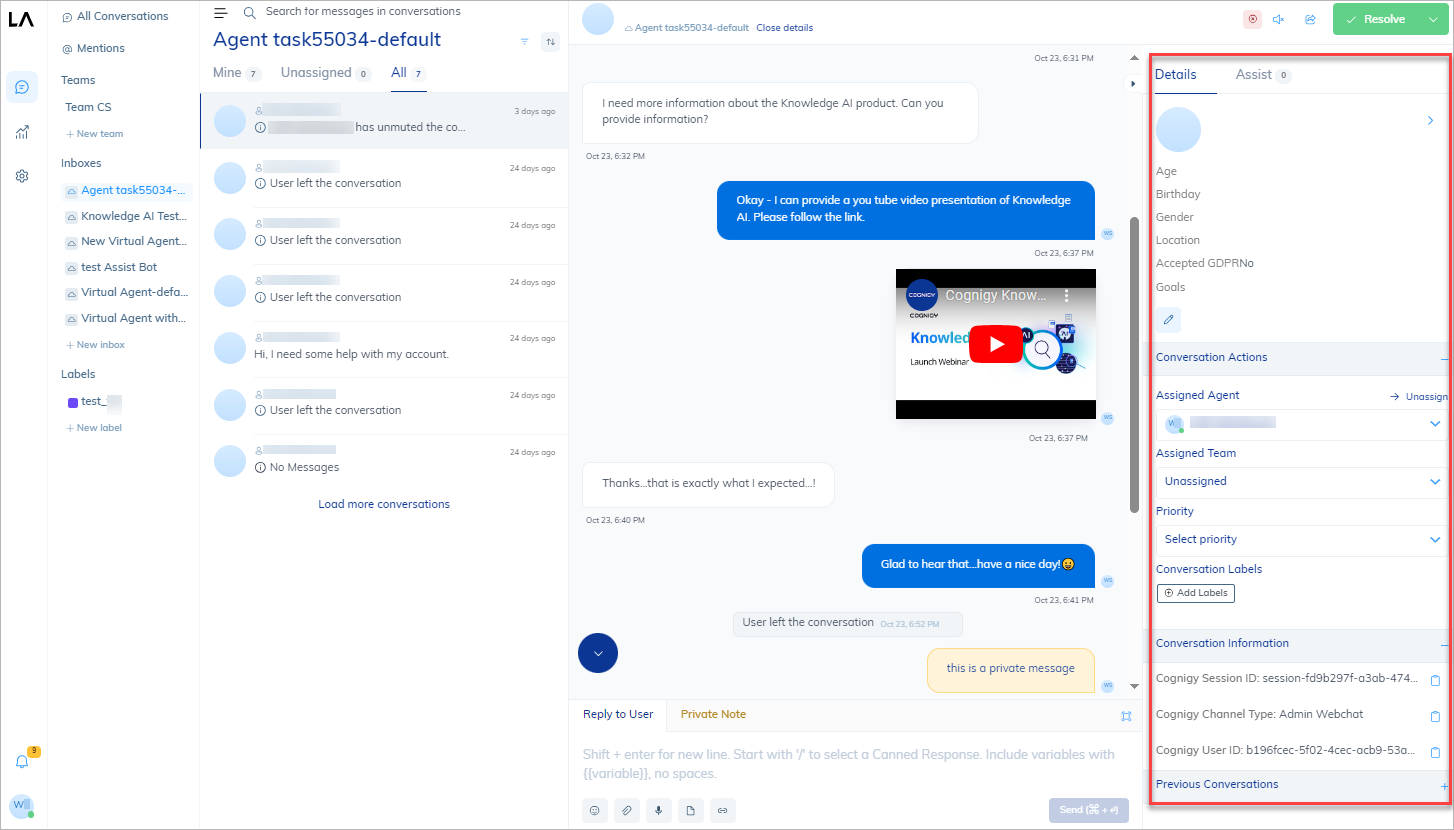 LA
All Conversations
@ Mentions
Teams
Team CS
+ New team
Inboxes
Agent task55034-...
Knowledge AI Test...
New Virtual Agent...
test Assist Bot
Virtual Agent-defa...
Virtual Agent with...
+ New inbox
Labels
test_
+ New label
9
Wll
Search for messages in conversations
Agent task55034-default
Mine 7 Unassigned 0 All 7
3 days ago
has unmuted the co...
24 days ago
User left the conversation
24 days ago
User left the conversation
24 days ago
User left the conversation
24 days ago
Hi, I need some help with my account.
24 days ago
User left the conversation
24 days ago
No Messages
Load more conversations
Agent task55034-default Close details
Resolve
Oct 23, 6:31 PM
I need more information about the Knowledge AI product. Can you
provide information?
Oct 23, 6:32 PM
Okay - I can provide a you tube video presentation of Knowledge
AI. Please follow the link.
WS
Oct 23, 6:37 PM
COGNIGY
Cognigy Know...
COGNIGY
Knowled AI
Launch Webinar
WS
Oct 23, 6:37 PM
Thanks...that is exactly what I expected...!
Oct 23, 6:40 PM
Glad to hear that...have a nice day!😀
WS
Oct 23, 6:41 PM
User left the conversation Oct 23, 6:52 PM
this is a private message
WS
Reply to User Private Note
Shift + enter for new line. Start with '/' to select a Canned Response. Include variables with
{{variable}}, no spaces.
Send (⌘ + ⏎)
Details Assist 0
Age
Birthday
Gender
Location
Accepted GDPRNo
Goals
Conversation Actions
Assigned Agent → Unassign
Assigned Team
Unassigned
Priority
Select priority
Conversation Labels
Add Labels
Conversation Information
Cognigy Session ID: session-fd9b297f-a3ab-474...
Cognigy Channel Type: Admin Webchat
Cognigy User ID: b196fcec-5f02-4cec-acb9-53a...
Previous Conversations